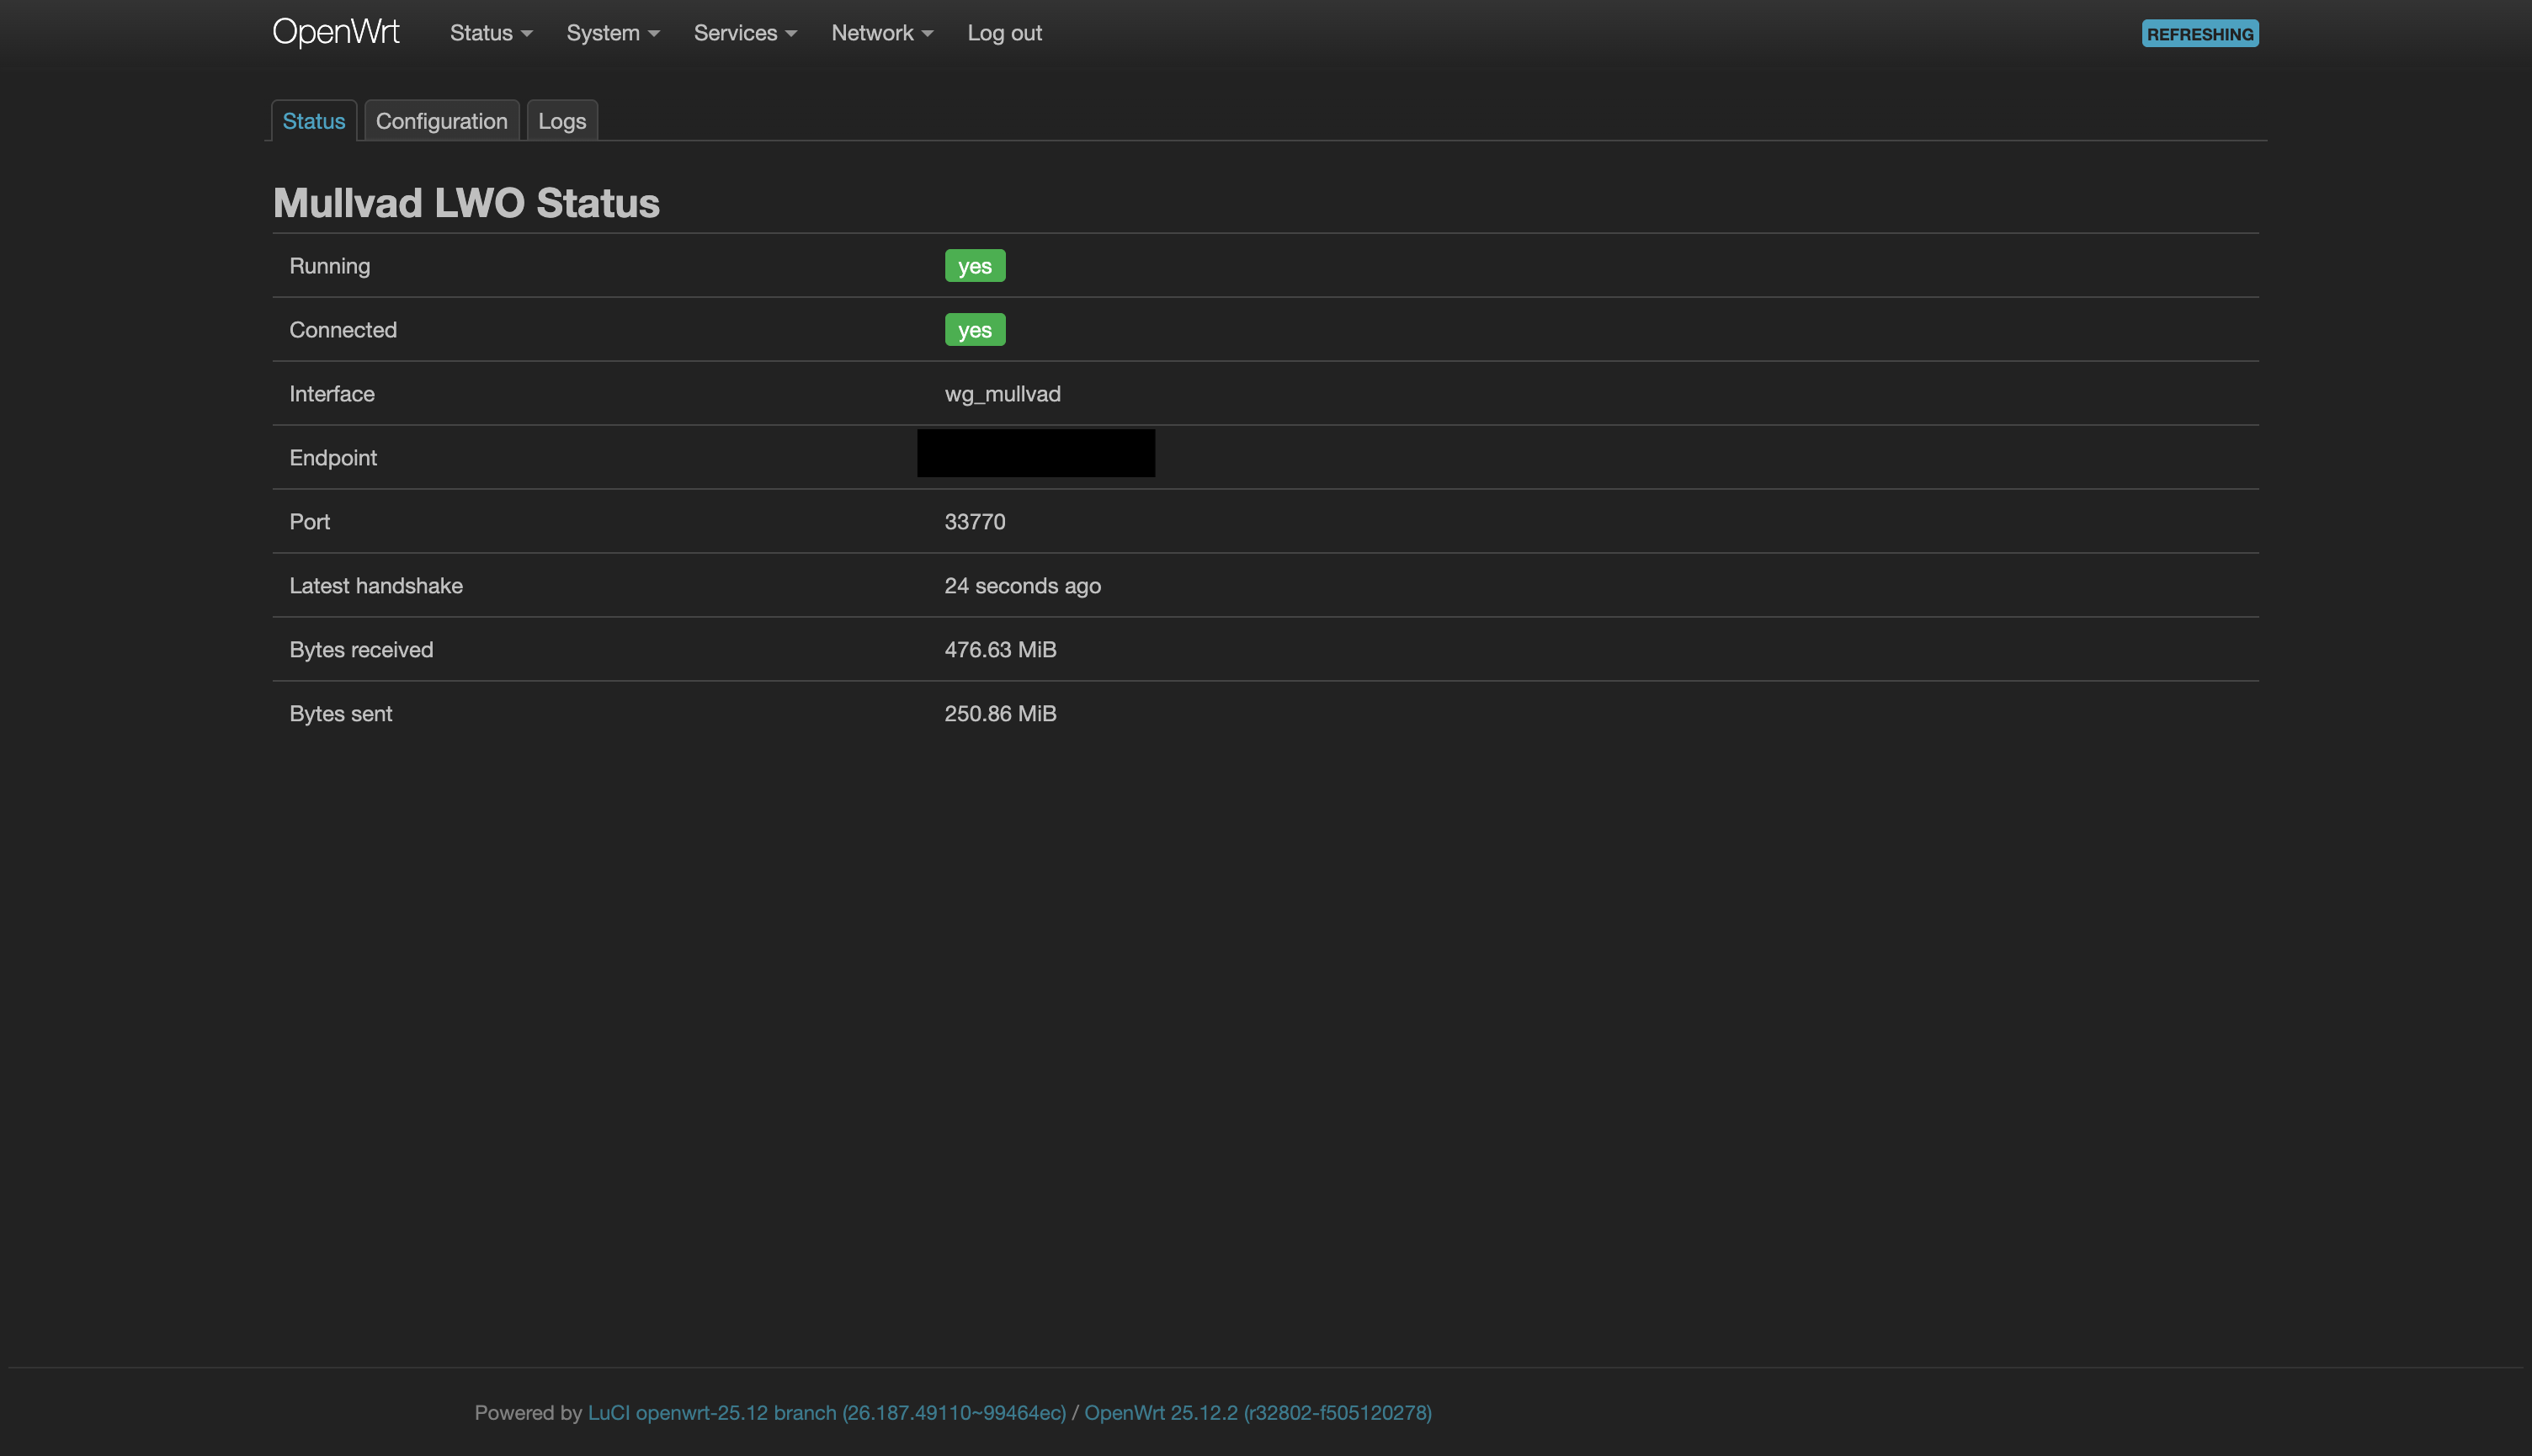 OpenWrt Status System Services Network Log out REFRESHING
Status Configuration Logs
Mullvad LWO Status
Running yes
Connected yes
Interface wg_mullvad
Endpoint
Port 33770
Latest handshake 24 seconds ago
Bytes received 476.63 MiB
Bytes sent 250.86 MiB
Powered by LuCI openwrt-25.12 branch (26.187.49110~99464ec) / OpenWrt 25.12.2 (r32802-f505120278)